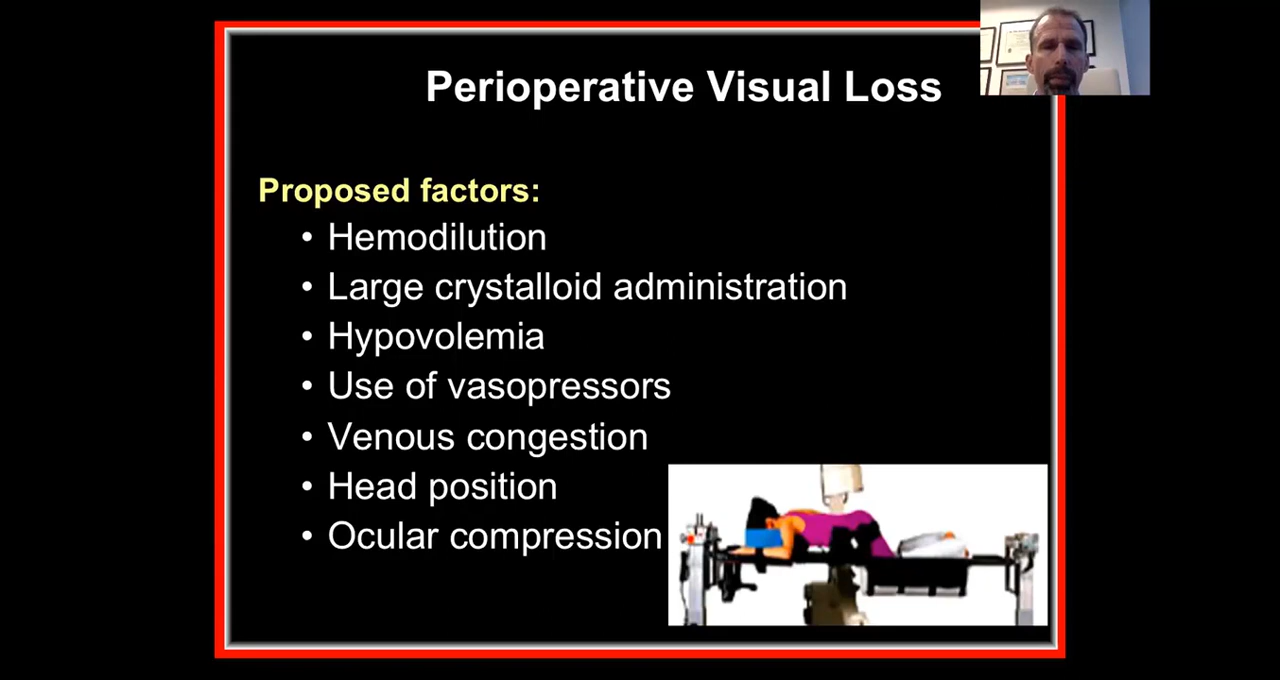 Perioperative Visual Loss
Proposed factors:
• Hemodilution
• Large crystalloid administration
• Hypovolemia
• Use of vasopressors
• Venous congestion
• Head position
• Ocular compression